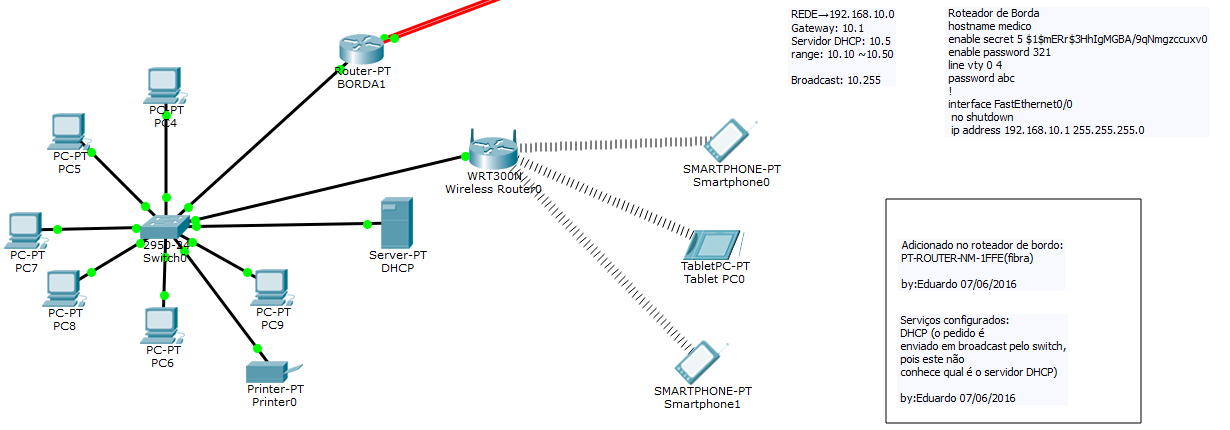 REDE→192.168.10.0
Gateway: 10.1
Servidor DHCP: 10.5
range: 10.10 ~10.50
Broadcast: 10.255
Roteador de Borda
hostname medico
enable secret 5 $1$mERr$3HhIgMGBA/9qNmgzccuxv0
enable password 321
line vty 0 4
password abc
!
interface FastEthernet0/0
no shutdown
ip address 192.168.10.1 255.255.255.0
Router-PT
BORDA1
PC-PT
PC4
PC-PT
PC5
WRT300N
Wireless Router0
SMARTPHONE-PT
Smartphone0
PC-PT
PC7
2950-24
Switch0
Server-PT
DHCP
TabletPC-PT
Tablet PC0
PC-PT
PC8
PC-PT
PC9
PC-PT
PC6
Printer-PT
Printer0
SMARTPHONE-PT
Smartphone1
Adicionado no roteador de bordo:
PT-ROUTER-NM-1FFE(fibra)
by:Eduardo 07/06/2016
Serviços configurados:
DHCP (o pedido é
enviado em broadcast pelo switch,
pois este não
conhece qual é o servidor DHCP)
by:Eduardo 07/06/2016